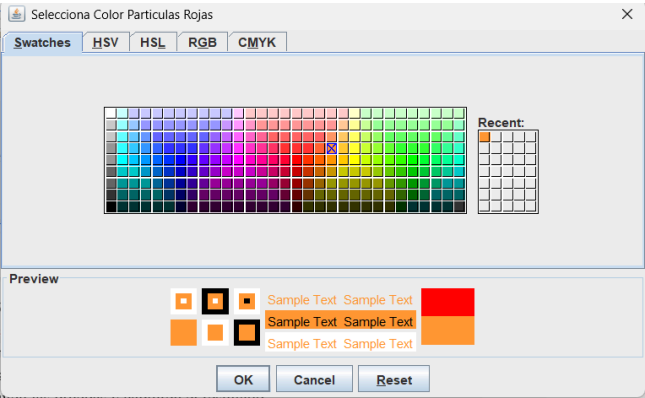 Selecciona Color Particulas Rojas
Swatches HSV HSL RGB CMYK
Recent:
Preview
Sample Text Sample Text
Sample Text Sample Text
Sample Text Sample Text
OK Cancel Reset